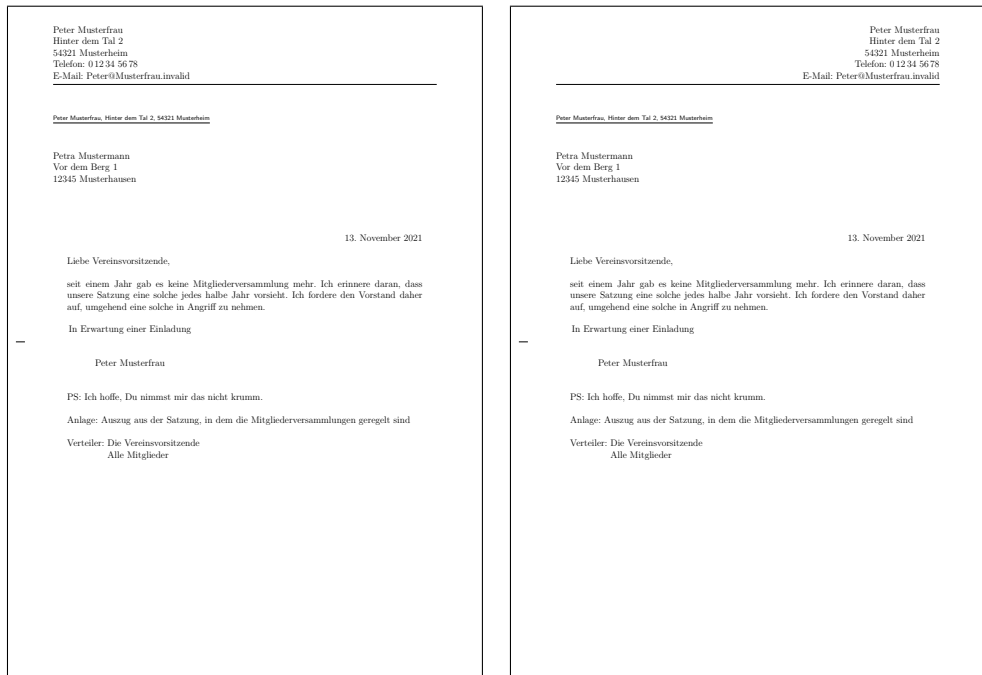 Peter Musterfrau
Hinter dem Tal 2
54321 Musterheim
Telefon: 0 12 34 56 78
E-Mail: Peter@Musterfrau.invalid
Peter Musterfrau, Hinter dem Tal 2, 54321 Musterheim
Petra Mustermann
Vor dem Berg 1
12345 Musterhausen
13. November 2021
Liebe Vereinsvorsitzende,
seit einem Jahr gab es keine Mitgliederversammlung mehr. Ich erinnere daran, dass
unsere Satzung eine solche jedes halbe Jahr vorsieht. Ich fordere den Vorstand daher
auf, umgehend eine solche in Angriff zu nehmen.
In Erwartung einer Einladung
Peter Musterfrau
PS: Ich hoffe, Du nimmst mir das nicht krumm.
Anlage: Auszug aus der Satzung, in dem die Mitgliederversammlungen geregelt sind
Verteiler: Die Vereinsvorsitzende
Alle Mitglieder
Peter Musterfrau
Hinter dem Tal 2
54321 Musterheim
Telefon: 0 12 34 56 78
E-Mail: Peter@Musterfrau.invalid
Peter Musterfrau, Hinter dem Tal 2, 54321 Musterheim
Petra Mustermann
Vor dem Berg 1
12345 Musterhausen
13. November 2021
Liebe Vereinsvorsitzende,
seit einem Jahr gab es keine Mitgliederversammlung mehr. Ich erinnere daran, dass
unsere Satzung eine solche jedes halbe Jahr vorsieht. Ich fordere den Vorstand daher
auf, umgehend eine solche in Angriff zu nehmen.
In Erwartung einer Einladung
Peter Musterfrau
PS: Ich hoffe, Du nimmst mir das nicht krumm.
Anlage: Auszug aus der Satzung, in dem die Mitgliederversammlungen geregelt sind
Verteiler: Die Vereinsvorsitzende
Alle Mitglieder